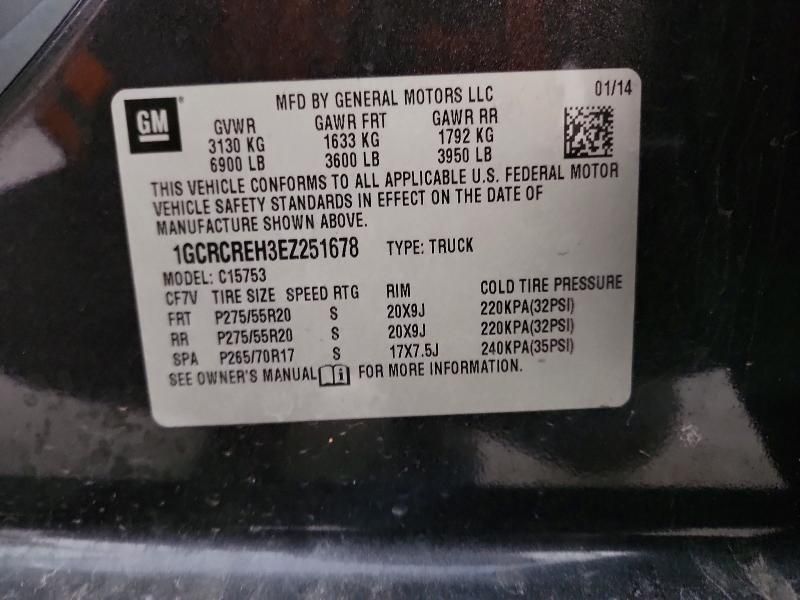 MFD BY GENERAL MOTORS LLC 01/14
GM
GVWR GAWR FRT GAWR RR
3130 KG 1633 KG 1792 KG
6900 LB 3600 LB 3950 LB
THIS VEHICLE CONFORMS TO ALL APPLICABLE U.S. FEDERAL MOTOR
VEHICLE SAFETY STANDARDS IN EFFECT ON THE DATE OF
MANUFACTURE SHOWN ABOVE.
1GCRCREH3EZ251678 TYPE: TRUCK
MODEL: C15753
CF7V TIRE SIZE SPEED RTG RIM COLD TIRE PRESSURE
FRT P275/55R20 S 20X9J 220KPA(32PSI)
RR P275/55R20 S 20X9J 220KPA(32PSI)
SPA P265/70R17 S 17X7.5J 240KPA(35PSI)
SEE OWNER'S MANUAL i FOR MORE INFORMATION.